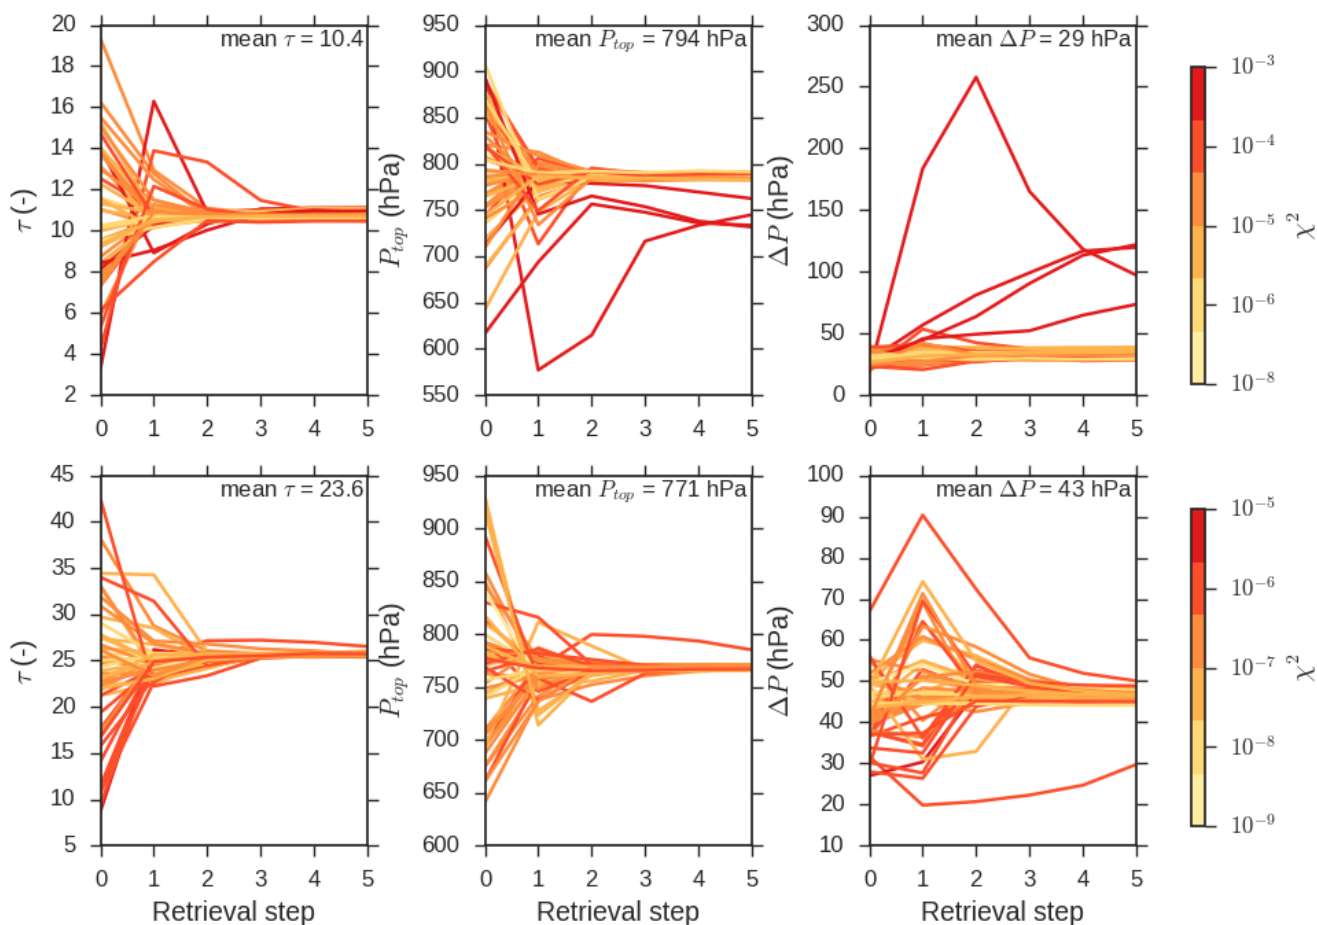 mean τ = 10.4
20
18
16
14
12
10
8
6
4
2
τ (-)
0 1 2 3 4 5
mean P_top = 794 hPa
950
900
850
800
750
700
650
600
550
P_top (hPa)
0 1 2 3 4 5
mean ΔP = 29 hPa
300
250
200
150
100
50
0
ΔP (hPa)
0 1 2 3 4 5
10⁻³
10⁻⁴
10⁻⁵
10⁻⁶
10⁻⁸
χ²
mean τ = 23.6
45
40
35
30
25
20
15
10
5
τ (-)
0 1 2 3 4 5
Retrieval step
mean P_top = 771 hPa
950
900
850
800
750
700
650
600
P_top (hPa)
0 1 2 3 4 5
Retrieval step
mean ΔP = 43 hPa
100
90
80
70
60
50
40
30
20
10
ΔP (hPa)
0 1 2 3 4 5
Retrieval step
10⁻⁵
10⁻⁶
10⁻⁷
10⁻⁸
10⁻⁹
χ²